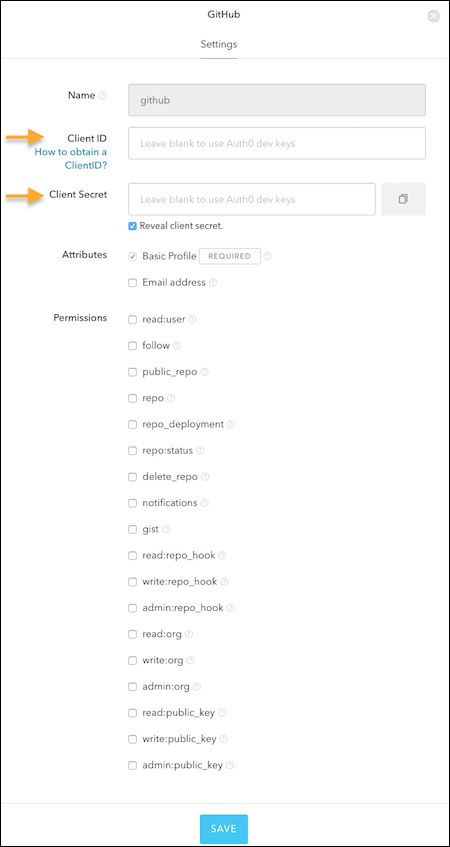 GitHub
Settings
Name
github
Client ID
Leave blank to use Auth0 dev keys
How to obtain a
ClientID?
Client Secret
Leave blank to use Auth0 dev keys
Reveal client secret.
Attributes
Basic Profile REQUIRED
Email address
Permissions
read:user
follow
public_repo
repo
repo_deployment
repo:status
delete_repo
notifications
gist
read:repo_hook
write:repo_hook
admin:repo_hook
read:org
write:org
admin:org
read:public_key
write:public_key
admin:public_key
SAVE